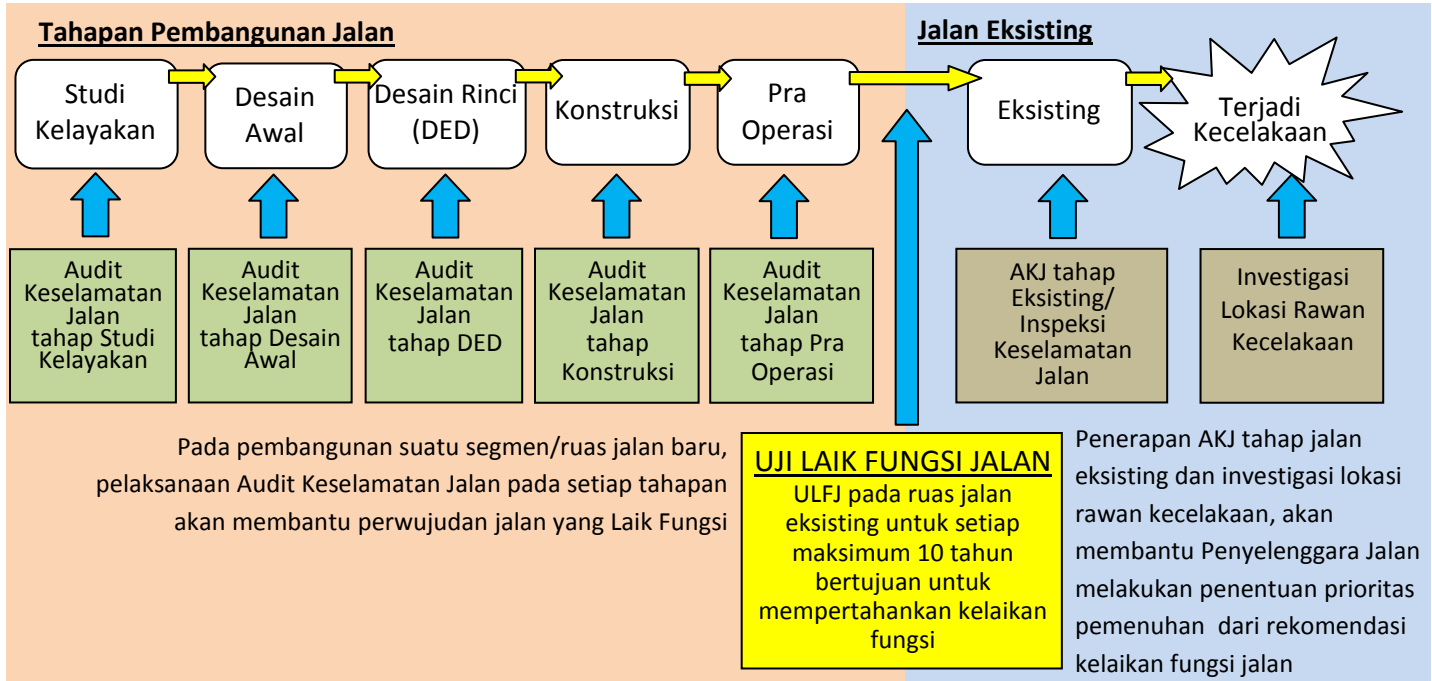 Tahapan Pembangunan Jalan
Jalan Eksisting
Studi
Kelayakan
Desain
Awal
Desain Rinci
(DED)
Konstruksi
Pra
Operasi
Eksisting
Terjadi
Kecelakaan
Audit
Keselamatan
Jalan
tahap Studi
Kelayakan
Audit
Keselamatan
Jalan
tahap Desain
Awal
Audit
Keselamatan
Jalan
tahap DED
Audit
Keselamatan
Jalan
tahap
Konstruksi
Audit
Keselamatan
Jalan
tahap Pra
Operasi
AKJ tahap
Eksisting/
Inspeksi
Keselamatan
Jalan
Investigasi
Lokasi Rawan
Kecelakaan
Pada pembangunan suatu segmen/ruas jalan baru,
pelaksanaan Audit Keselamatan Jalan pada setiap tahapan
akan membantu perwujudan jalan yang Laik Fungsi
UJI LAIK FUNGSI JALAN
ULFJ pada ruas jalan
eksisting untuk setiap
maksimum 10 tahun
bertujuan untuk
mempertahankan kelaikan
fungsi
Penerapan AKJ tahap jalan
eksisting dan investigasi lokasi
rawan kecelakaan, akan
membantu Penyelenggara Jalan
melakukan penentuan prioritas
pemenuhan dari rekomendasi
kelaikan fungsi jalan